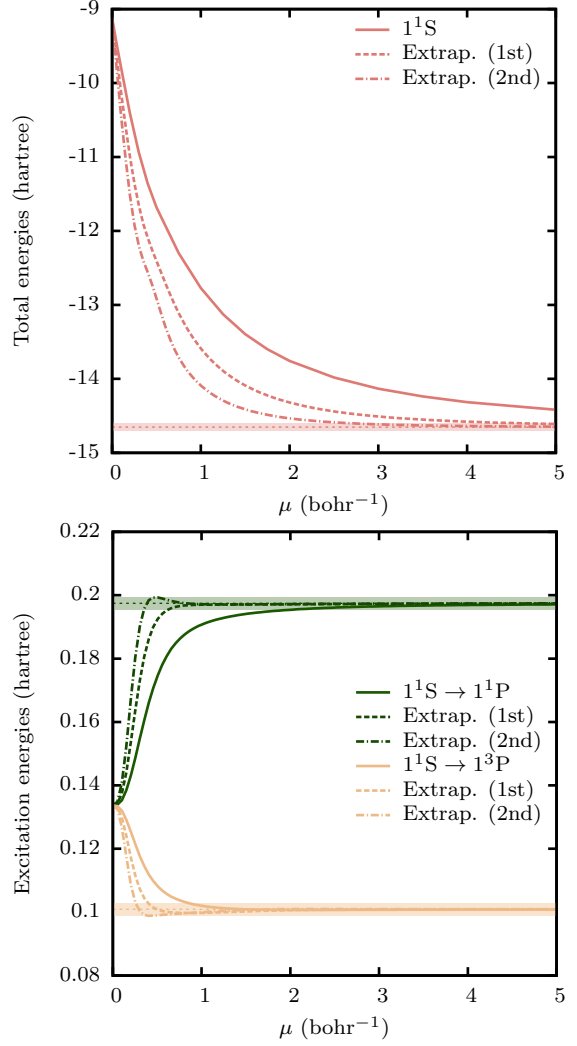 -9
-10
-11
-12
-13
-14
-15
Total energies (hartree)
1¹S
Extrap. (1st)
Extrap. (2nd)
0 1 2 3 4 5
μ (bohr⁻¹)
0.22
0.2
0.18
0.16
0.14
0.12
0.1
0.08
Excitation energies (hartree)
1¹S → 1¹P
Extrap. (1st)
Extrap. (2nd)
1¹S → 1³P
Extrap. (1st)
Extrap. (2nd)
0 1 2 3 4 5
μ (bohr⁻¹)